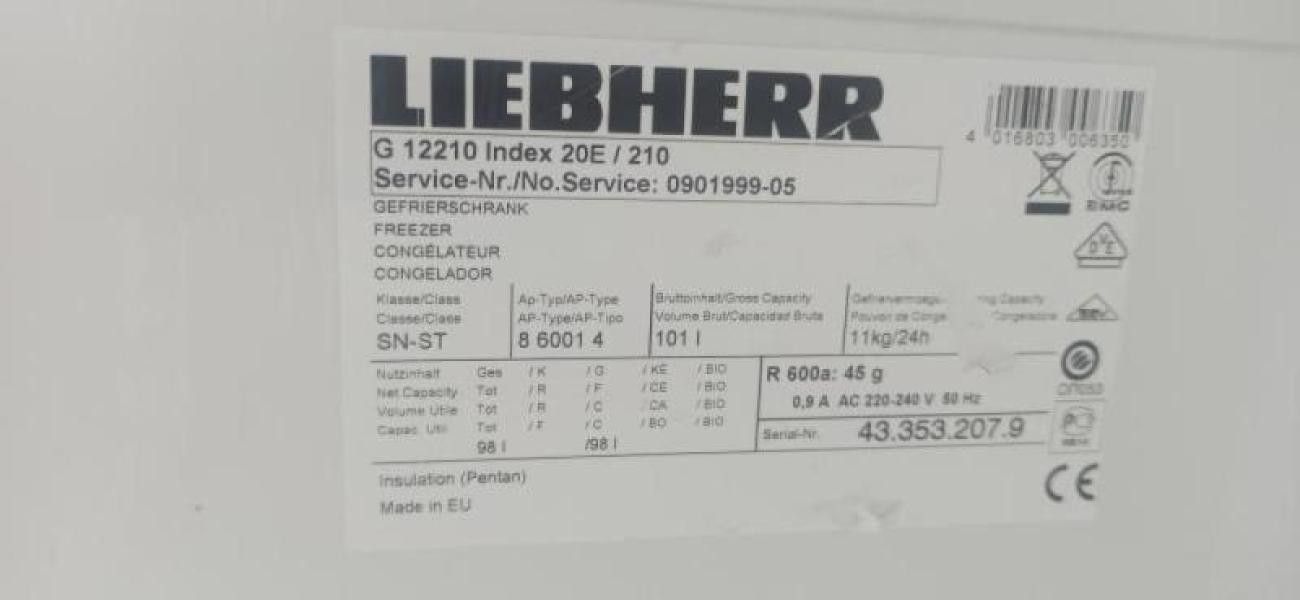 LIEBHERR
4 016803 006350
G 12210 Index 20E / 210
Service-Nr./No.Service: 0901999-05
GEFRIERSCHRANK
FREEZER
CONGÉLATEUR
CONGELADOR
EMC
DVE
Klasse/Class
Classe/Clase
SN-ST
Ap-Typ/AP-Type
AP-Type/AP-Tipo
8 6001 4
Bruttoinhalt/Gross Capacity
Volume Brut/Capacidad Bruta
101 l
Capacity
Pouvoir de
11kg/24h
Nutzinhalt Ges / K / G / KE / BIO
Net Capacity Tot / R / F / CE / BIO
Volume Utile Tot / R / C / CA / BIO
Capac. Util Tot / F / C / BO / BIO
98 l /98 l
R 600a: 45 g
0,9 A AC 220-240 V 50 Hz
Serial-Nr. 43.353.207.9
Insulation (Pentan)
Made in EU
CE